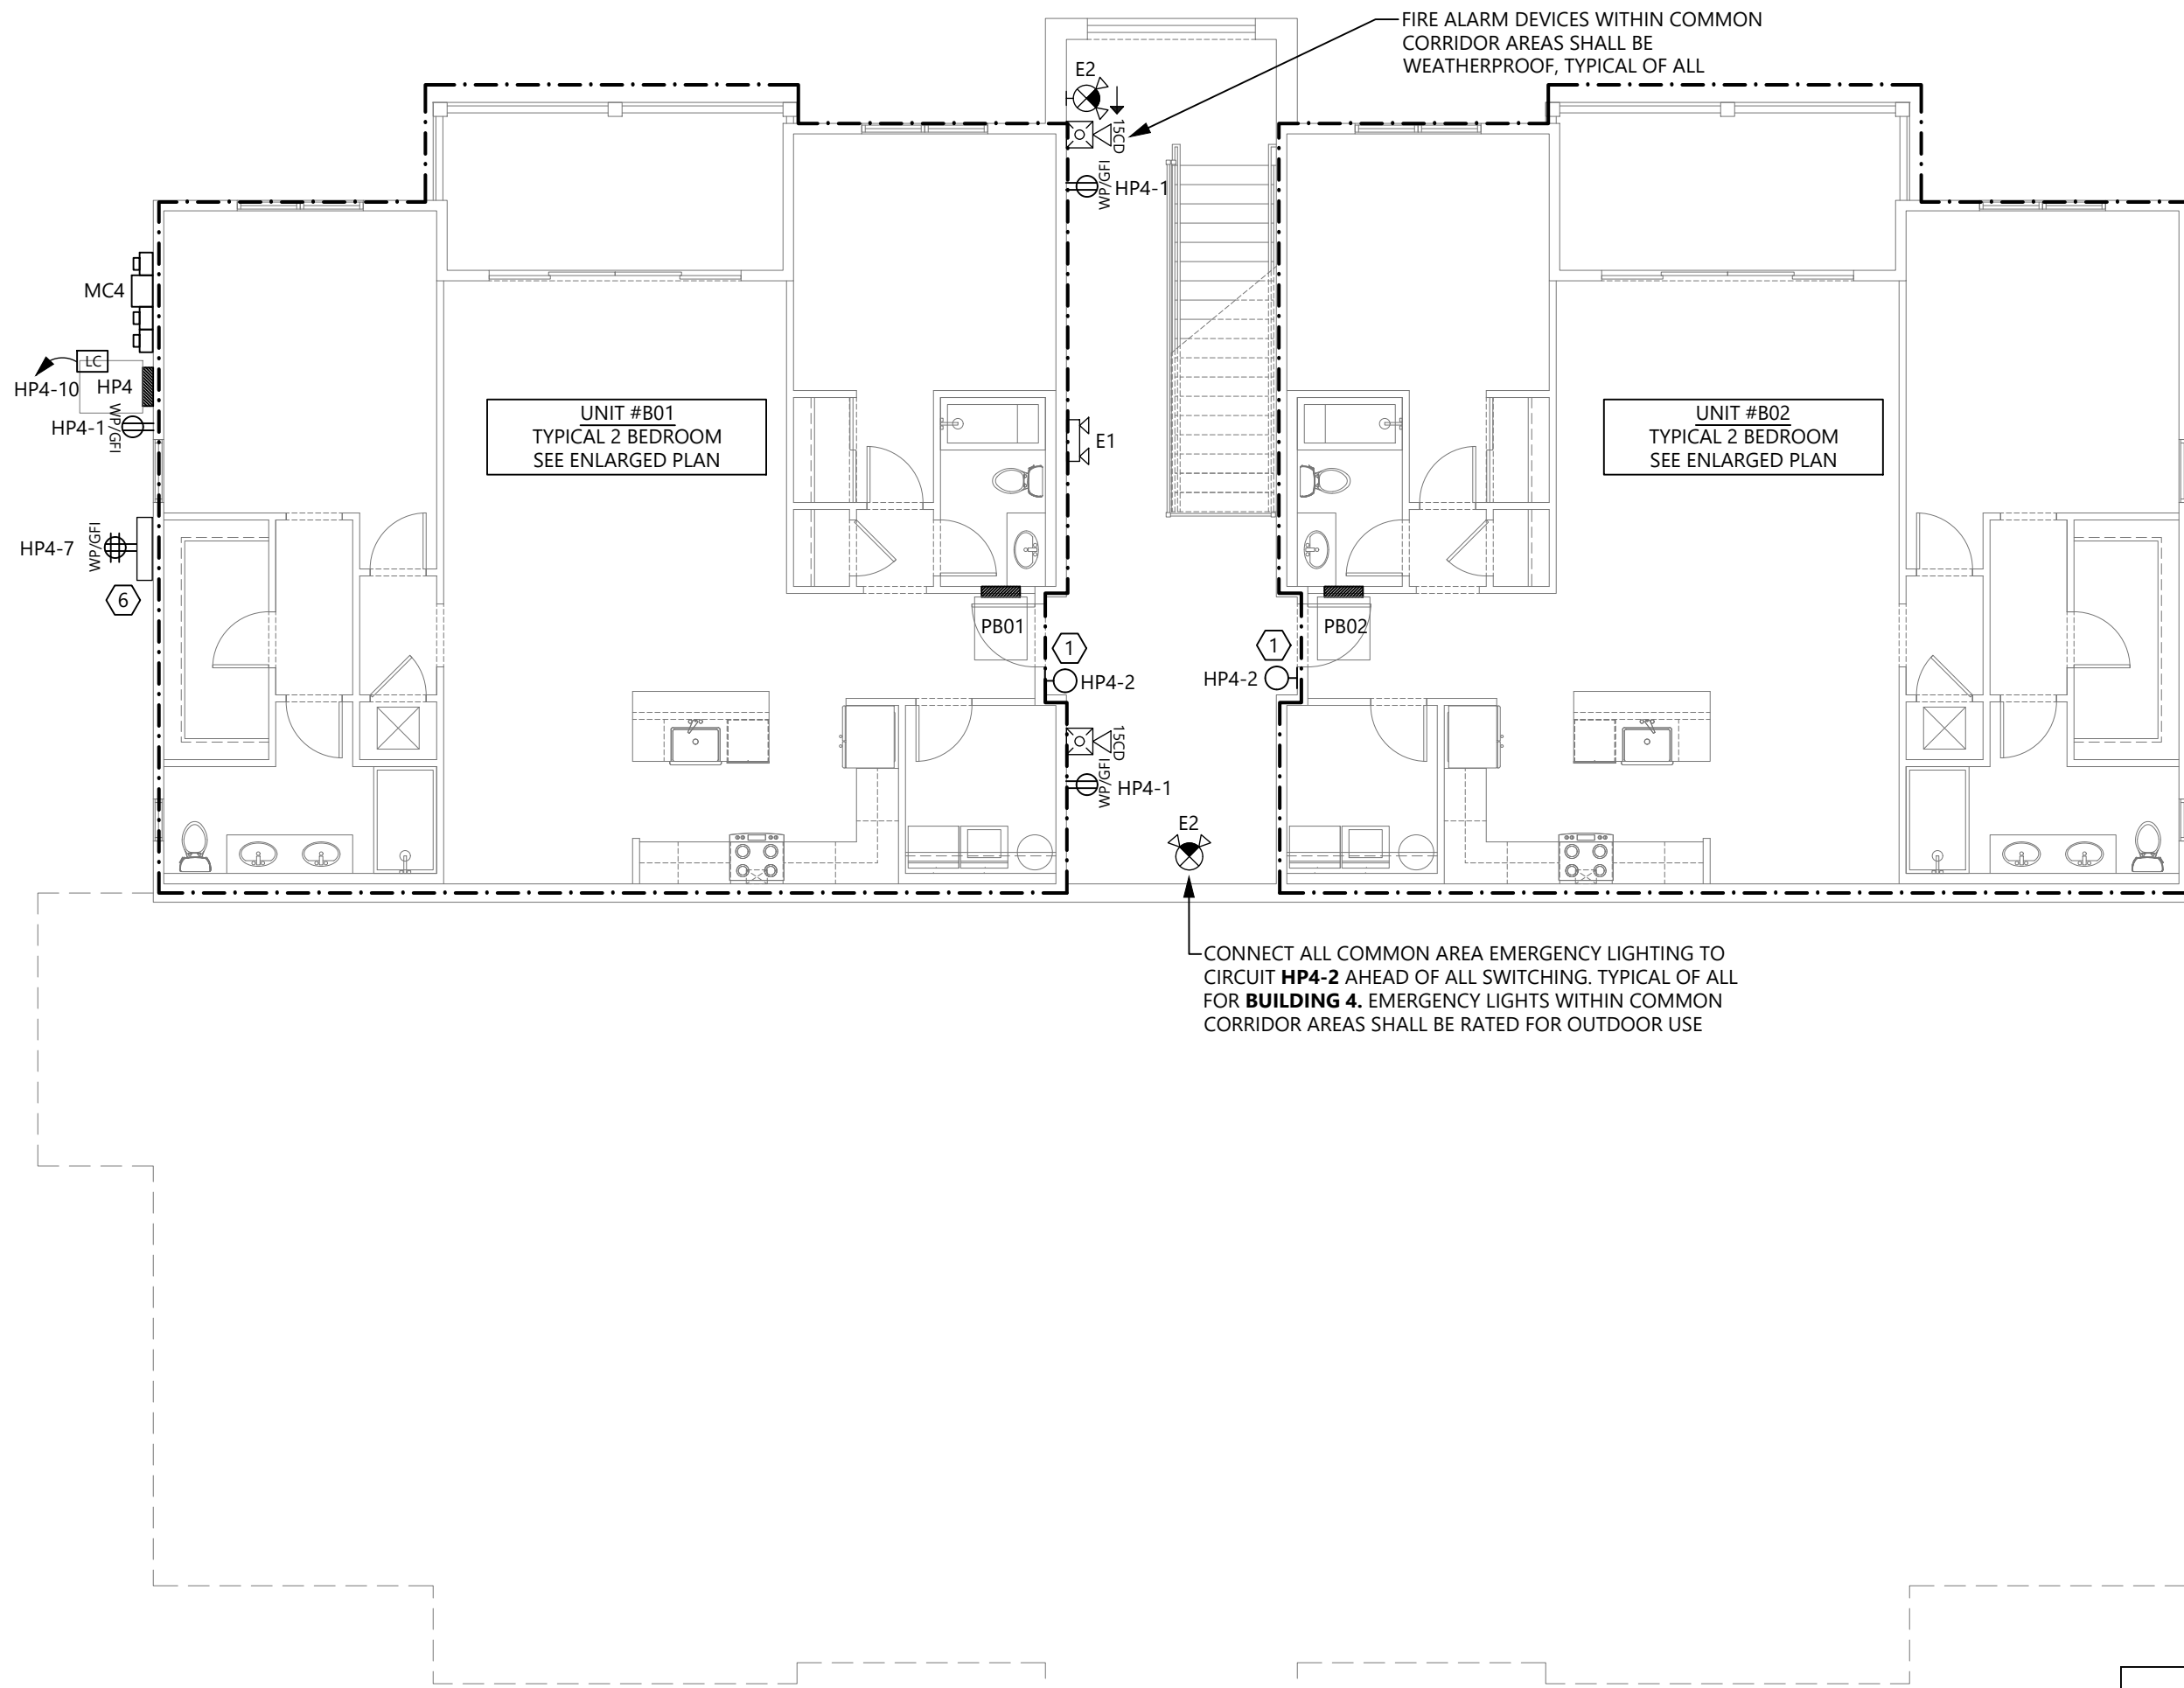 FIRE ALARM DEVICES WITHIN COMMON
CORRIDOR AREAS SHALL BE
WEATHERPROOF, TYPICAL OF ALL
E2
15CD
WP/GFI
HP4-1
MC4
LC
HP4-10
HP4
HP4-1
WP/GFI
UNIT #B01
TYPICAL 2 BEDROOM
SEE ENLARGED PLAN
E1
UNIT #B02
TYPICAL 2 BEDROOM
SEE ENLARGED PLAN
HP4-7
WP/GFI
6
PB01
PB02
1
HP4-2
1
HP4-2
15CD
WP/GFI
HP4-1
E2
CONNECT ALL COMMON AREA EMERGENCY LIGHTING TO
CIRCUIT HP4-2 AHEAD OF ALL SWITCHING. TYPICAL OF ALL
FOR BUILDING 4. EMERGENCY LIGHTS WITHIN COMMON
CORRIDOR AREAS SHALL BE RATED FOR OUTDOOR USE